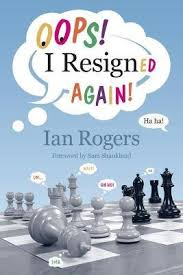 OOPS!
I Resigned
AGAIN!
Ha ha!
Ian Rogers
Foreword by Sam Shankland